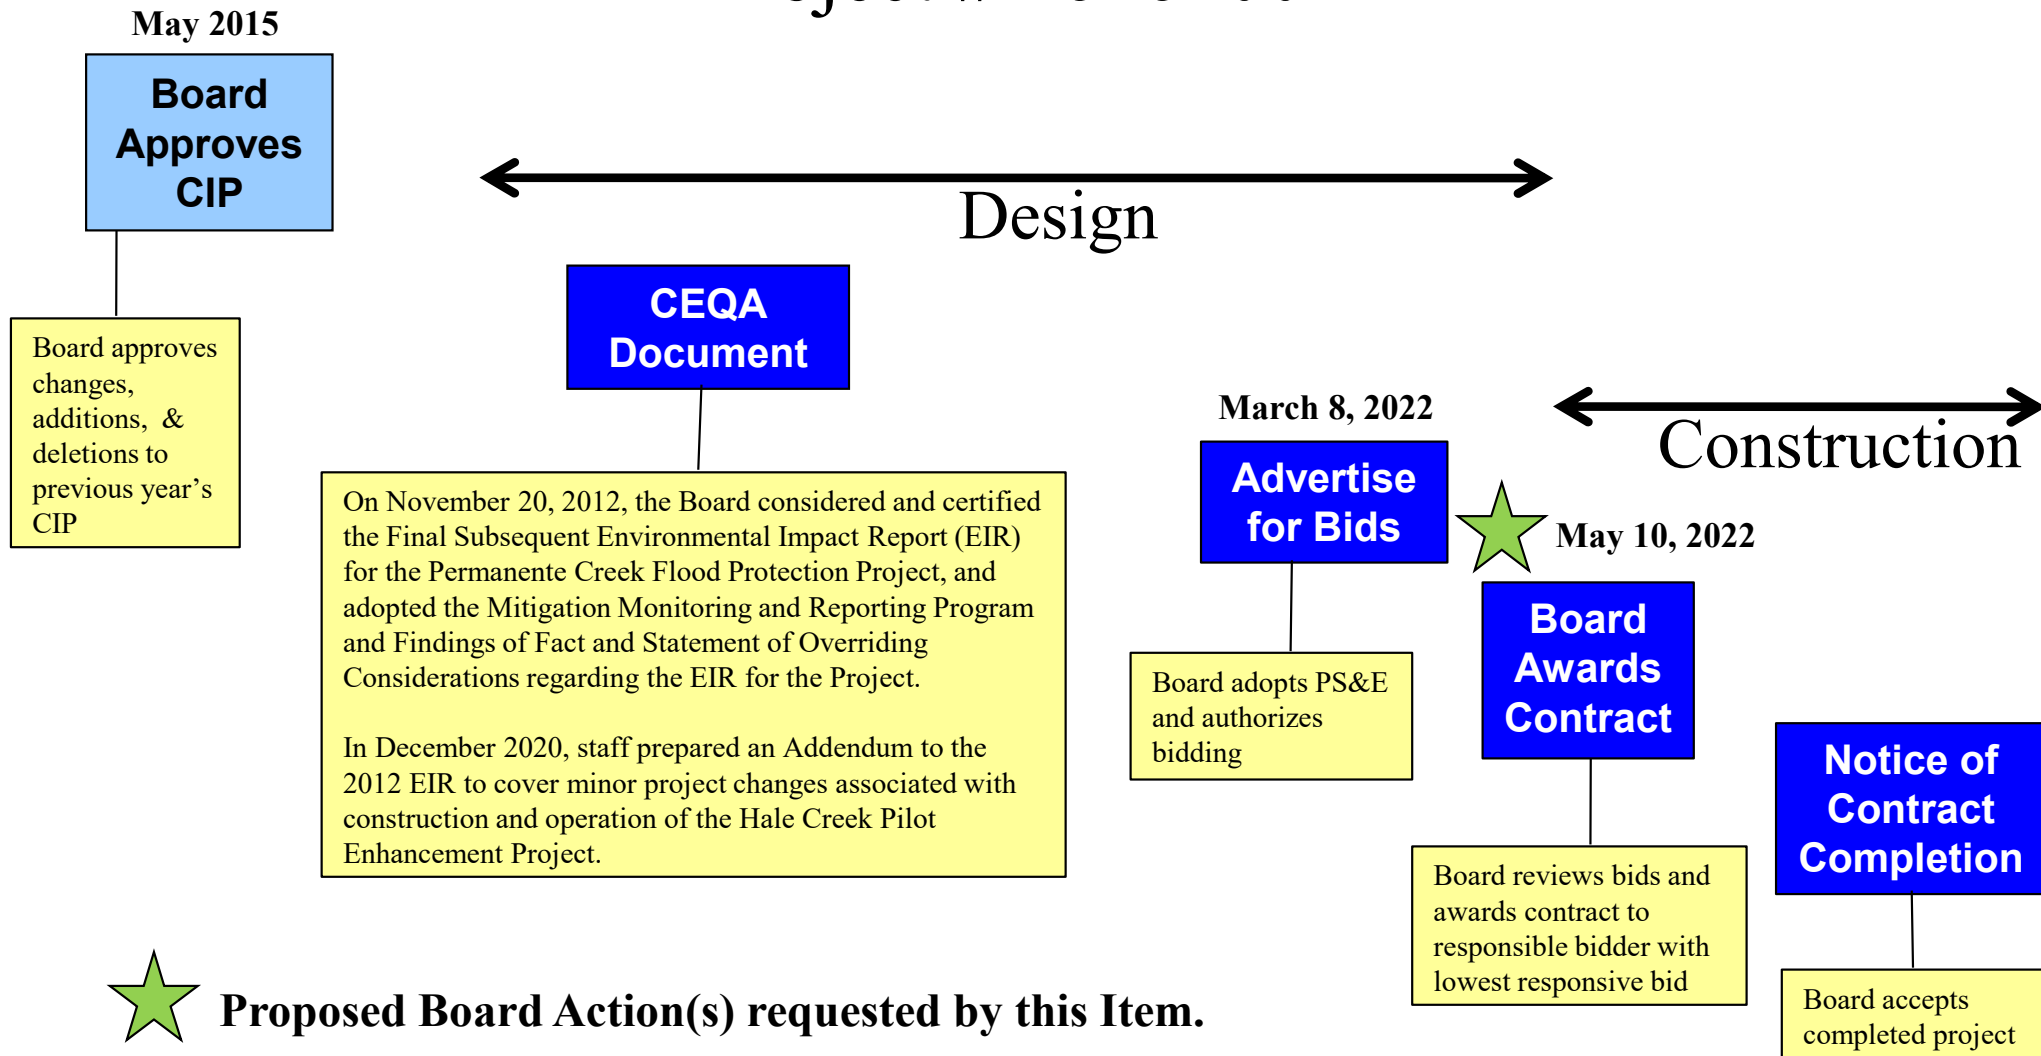 May 2015
Board
Approves
CIP
Design
Board approves
changes,
additions, &
deletions to
previous year’s
CIP
CEQA
Document
On November 20, 2012, the Board considered and certified
the Final Subsequent Environmental Impact Report (EIR)
for the Permanente Creek Flood Protection Project, and
adopted the Mitigation Monitoring and Reporting Program
and Findings of Fact and Statement of Overriding
Considerations regarding the EIR for the Project.
In December 2020, staff prepared an Addendum to the
2012 EIR to cover minor project changes associated with
construction and operation of the Hale Creek Pilot
Enhancement Project.
March 8, 2022
Advertise
for Bids
Board adopts PS&E
and authorizes
bidding
Construction
May 10, 2022
Board
Awards
Contract
Board reviews bids and
awards contract to
responsible bidder with
lowest responsive bid
Notice of
Contract
Completion
Board accepts
completed project
Proposed Board Action(s) requested by this Item.